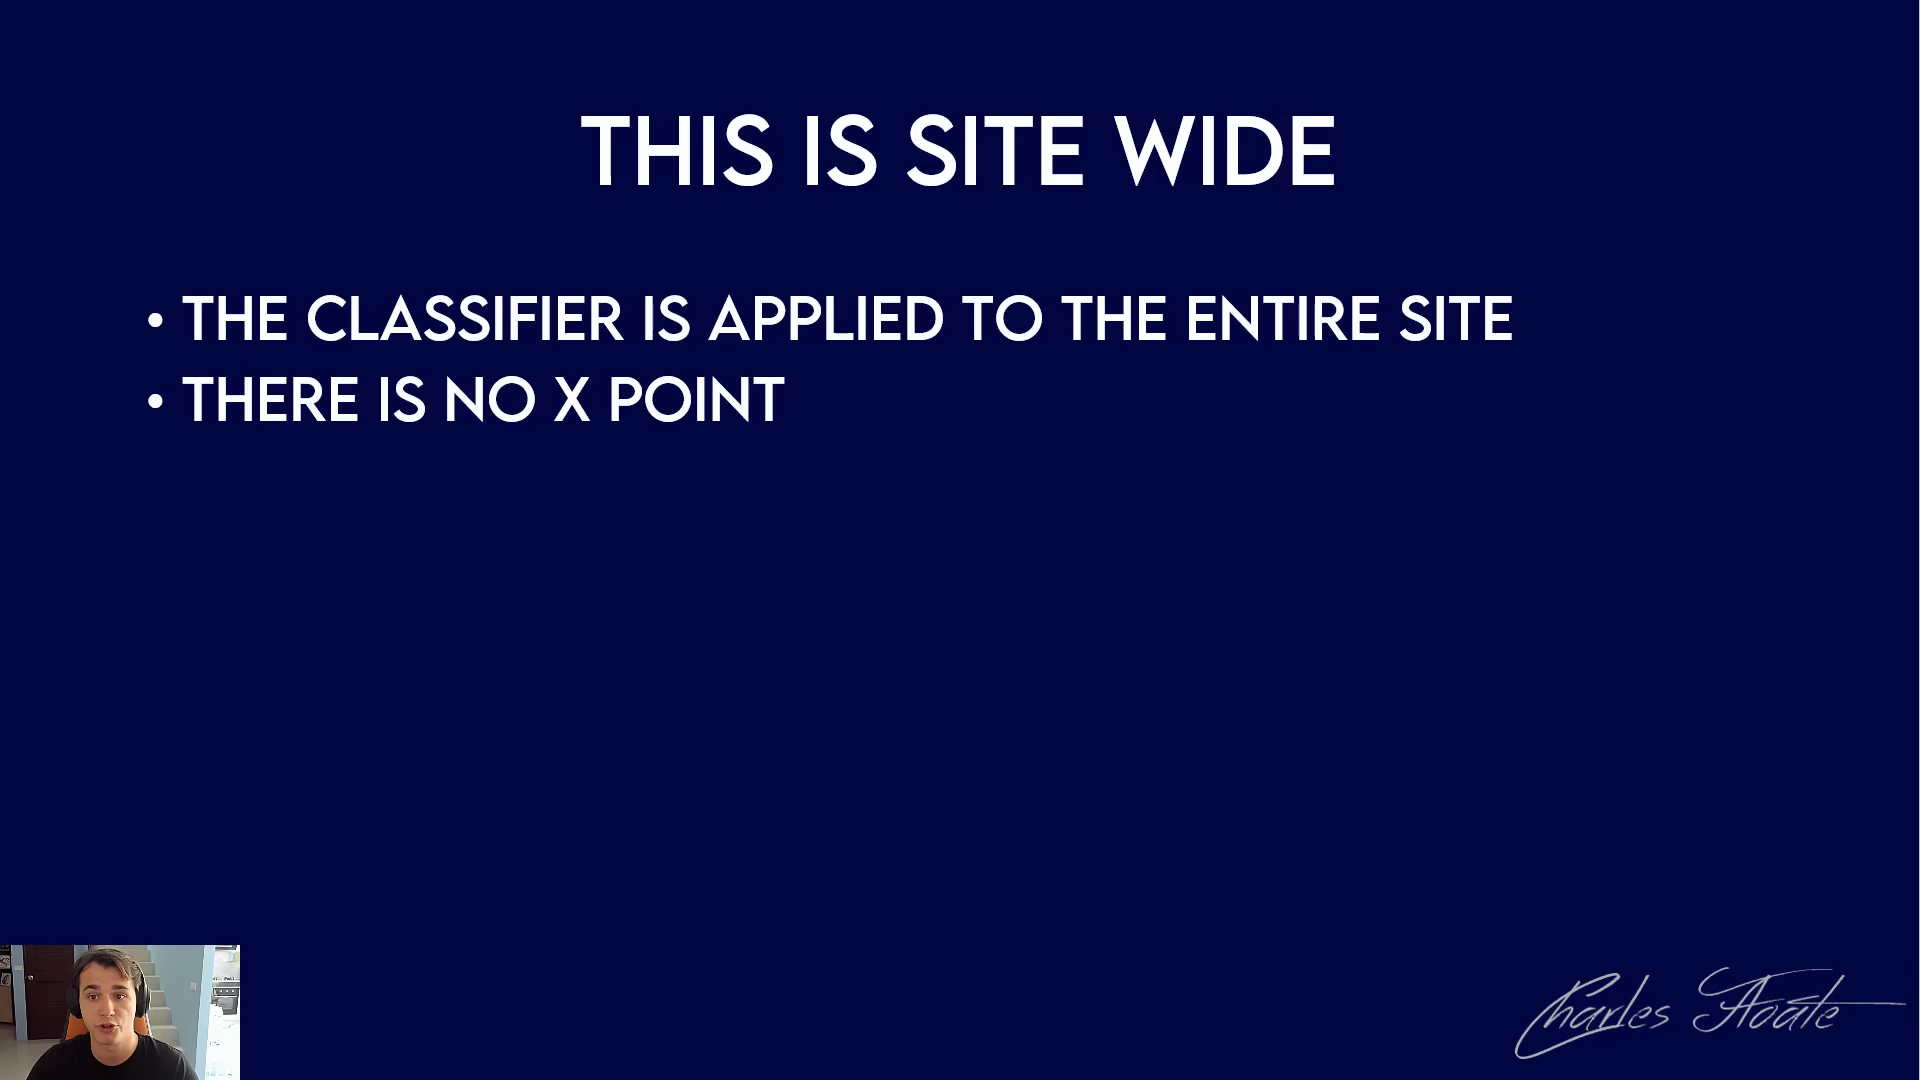 THIS IS SITE WIDE
• THE CLASSIFIER IS APPLIED TO THE ENTIRE SITE
• THERE IS NO X POINT
Charles Floate